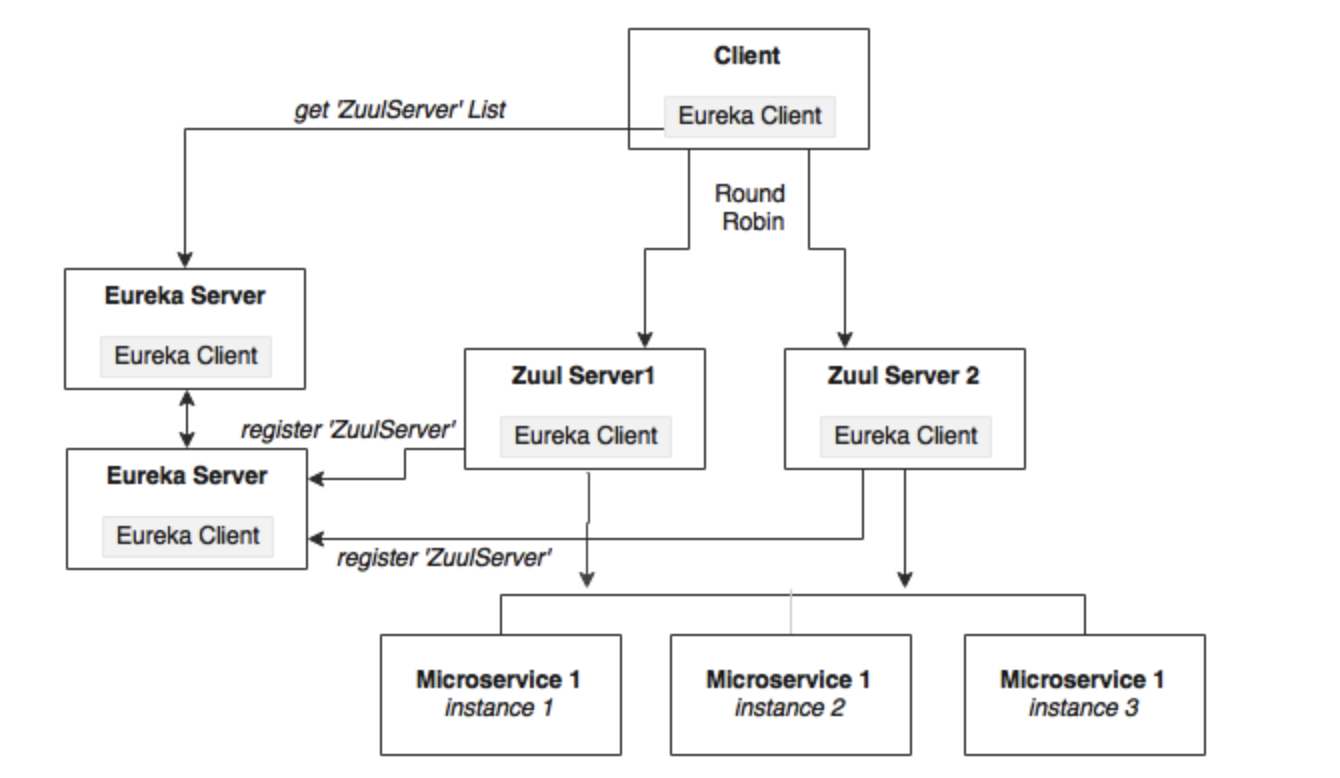 Client
Eureka Client
get 'ZuulServer' List
Round
Robin
Eureka Server
Eureka Client
Zuul Server1
Eureka Client
Zuul Server 2
Eureka Client
register 'ZuulServer'
Eureka Server
Eureka Client
register 'ZuulServer'
Microservice 1
instance 1
Microservice 1
instance 2
Microservice 1
instance 3